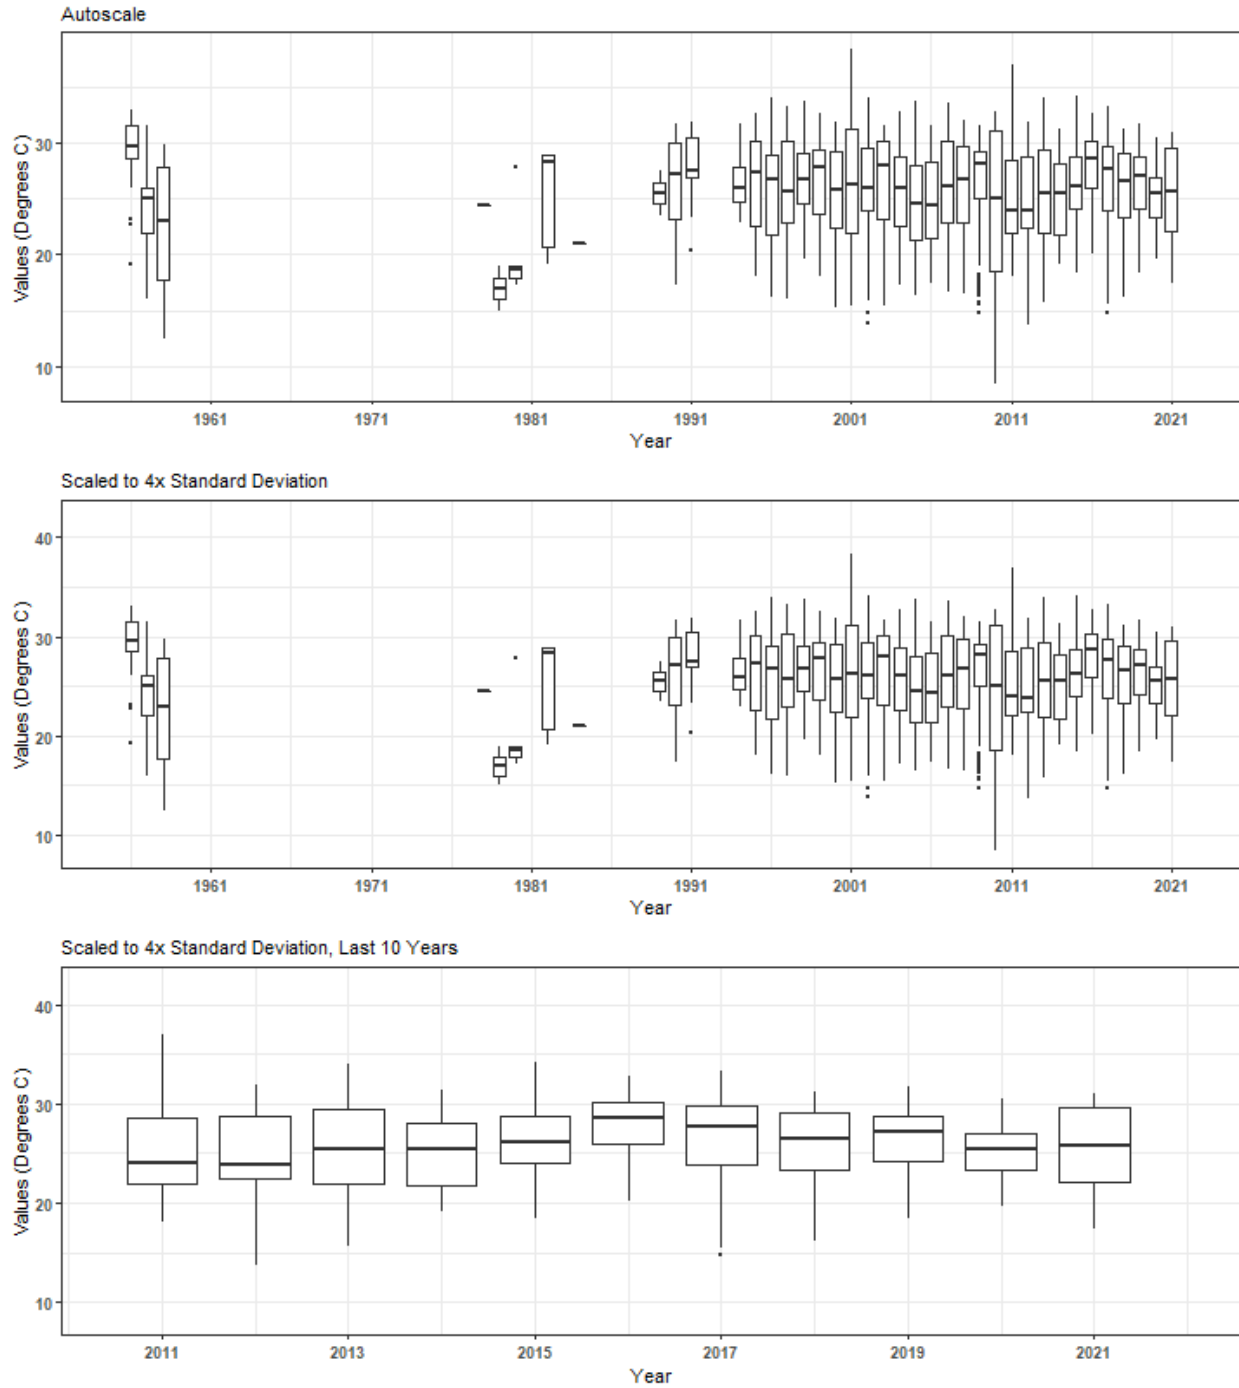 Autoscale
Values (Degrees C)
30
20
10
1961 1971 1981 1991 2001 2011 2021
Year
Scaled to 4x Standard Deviation
Values (Degrees C)
40
30
20
10
1961 1971 1981 1991 2001 2011 2021
Year
Scaled to 4x Standard Deviation, Last 10 Years
Values (Degrees C)
40
30
20
10
2011 2013 2015 2017 2019 2021
Year